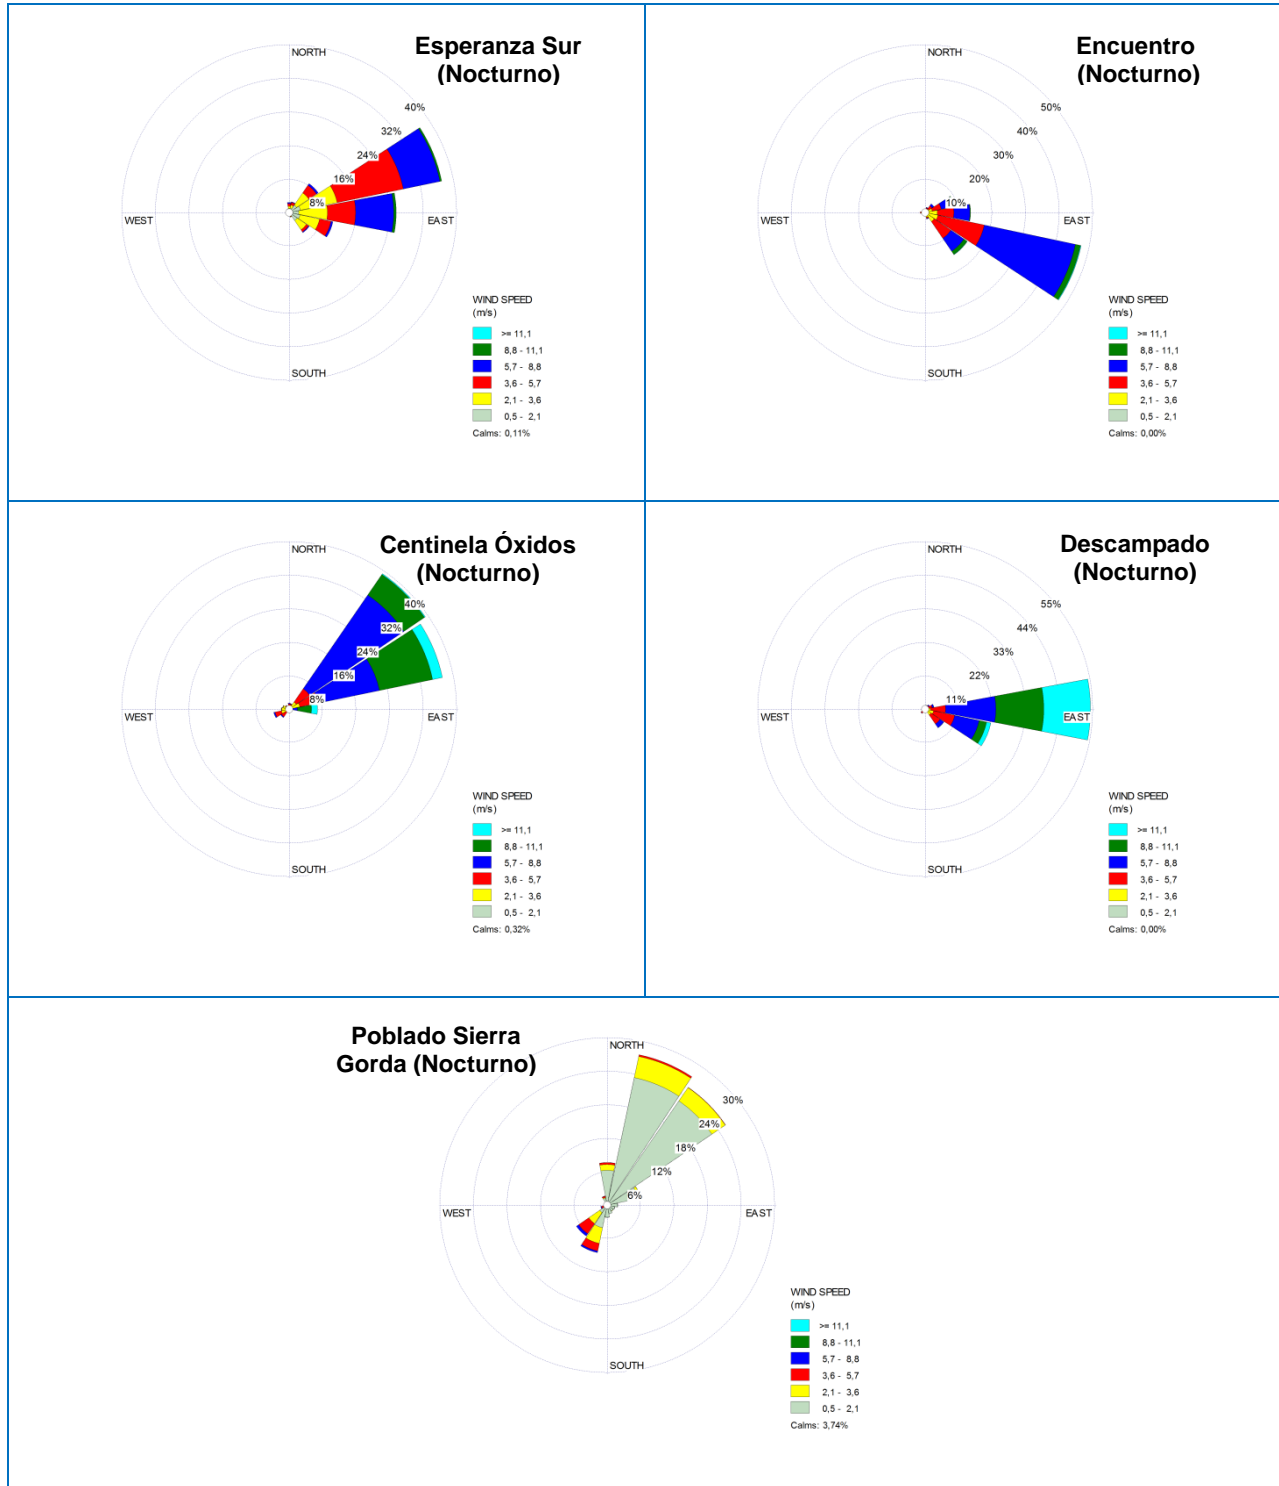 Esperanza Sur
(Nocturno)
NORTH
40%
32%
24%
16%
8%
WEST
EAST
SOUTH
WIND SPEED
(m/s)
>= 11,1
8,8 - 11,1
5,7 - 8,8
3,6 - 5,7
2,1 - 3,6
0,5 - 2,1
Calms: 0,11%
Encuentro
(Nocturno)
NORTH
50%
40%
30%
20%
10%
WEST
EAST
SOUTH
WIND SPEED
(m/s)
>= 11,1
8,8 - 11,1
5,7 - 8,8
3,6 - 5,7
2,1 - 3,6
0,5 - 2,1
Calms: 0,00%
Centinela Óxidos
(Nocturno)
NORTH
40%
32%
24%
16%
8%
WEST
EAST
SOUTH
WIND SPEED
(m/s)
>= 11,1
8,8 - 11,1
5,7 - 8,8
3,6 - 5,7
2,1 - 3,6
0,5 - 2,1
Calms: 0,32%
Descampado
(Nocturno)
NORTH
55%
44%
33%
22%
11%
WEST
EAST
SOUTH
WIND SPEED
(m/s)
>= 11,1
8,8 - 11,1
5,7 - 8,8
3,6 - 5,7
2,1 - 3,6
0,5 - 2,1
Calms: 0,00%
Poblado Sierra
Gorda (Nocturno)
NORTH
30%
24%
18%
12%
6%
WEST
EAST
SOUTH
WIND SPEED
(m/s)
>= 11,1
8,8 - 11,1
5,7 - 8,8
3,6 - 5,7
2,1 - 3,6
0,5 - 2,1
Calms: 3,74%